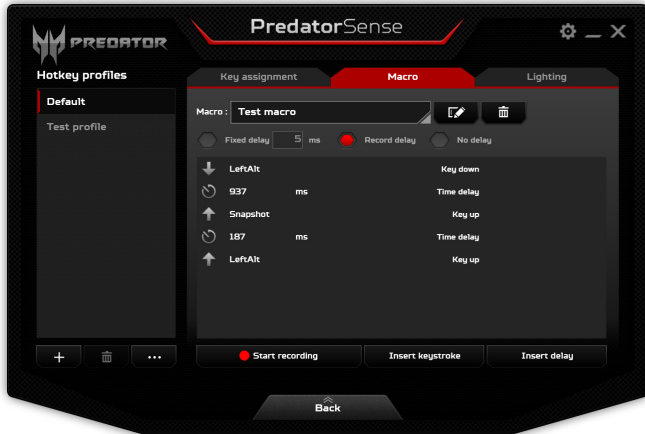 PREDATOR
PredatorSense
Hotkey profiles
Default
Test profile
Key assignment Macro Lighting
Macro : Test macro
Fixed delay 5 ms Record delay No delay
LeftAlt Key down
937 ms Time delay
Snapshot Key up
187 ms Time delay
LeftAlt Key up
Start recording Insert keystroke Insert delay
Back